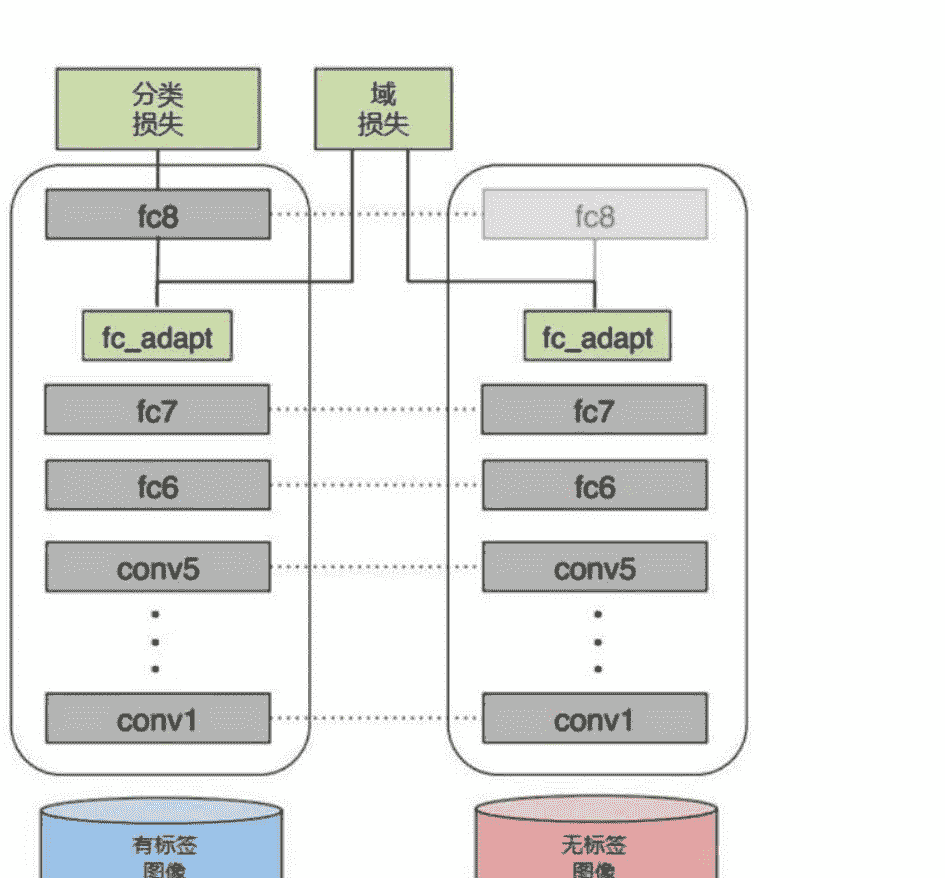 分类
损失
域
损失
fc8
fc8
fc_adapt
fc_adapt
fc7
fc7
fc6
fc6
conv5
conv5
conv1
conv1
有标签
图像
无标签
图像